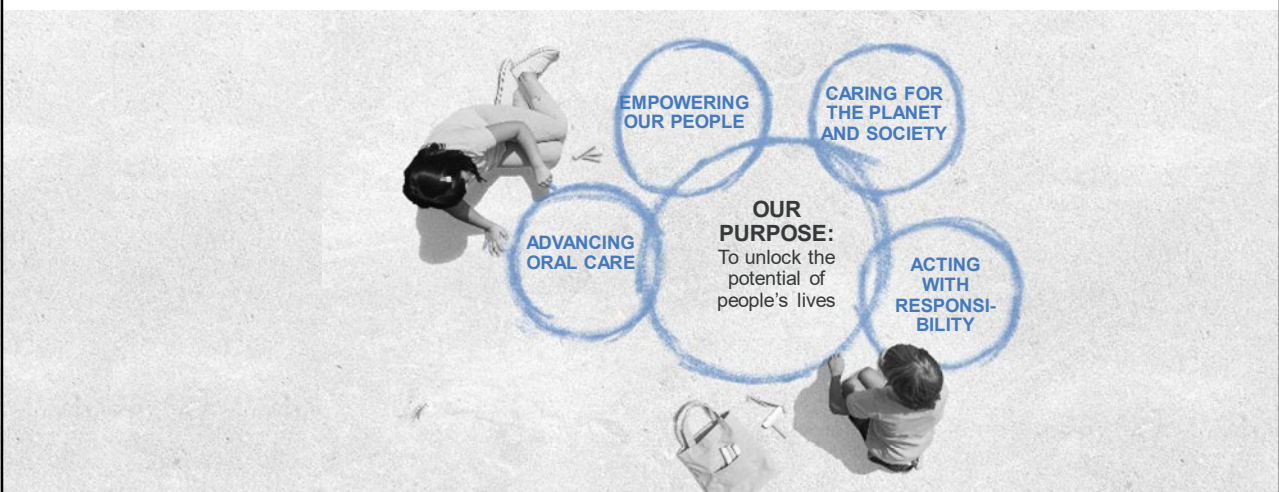 EMPOWERING
OUR PEOPLE
CARING FOR
THE PLANET
AND SOCIETY
ADVANCING
ORAL CARE
OUR
PURPOSE:
To unlock the
potential of
people's lives
ACTING
WITH
RESPONSI-
BILITY